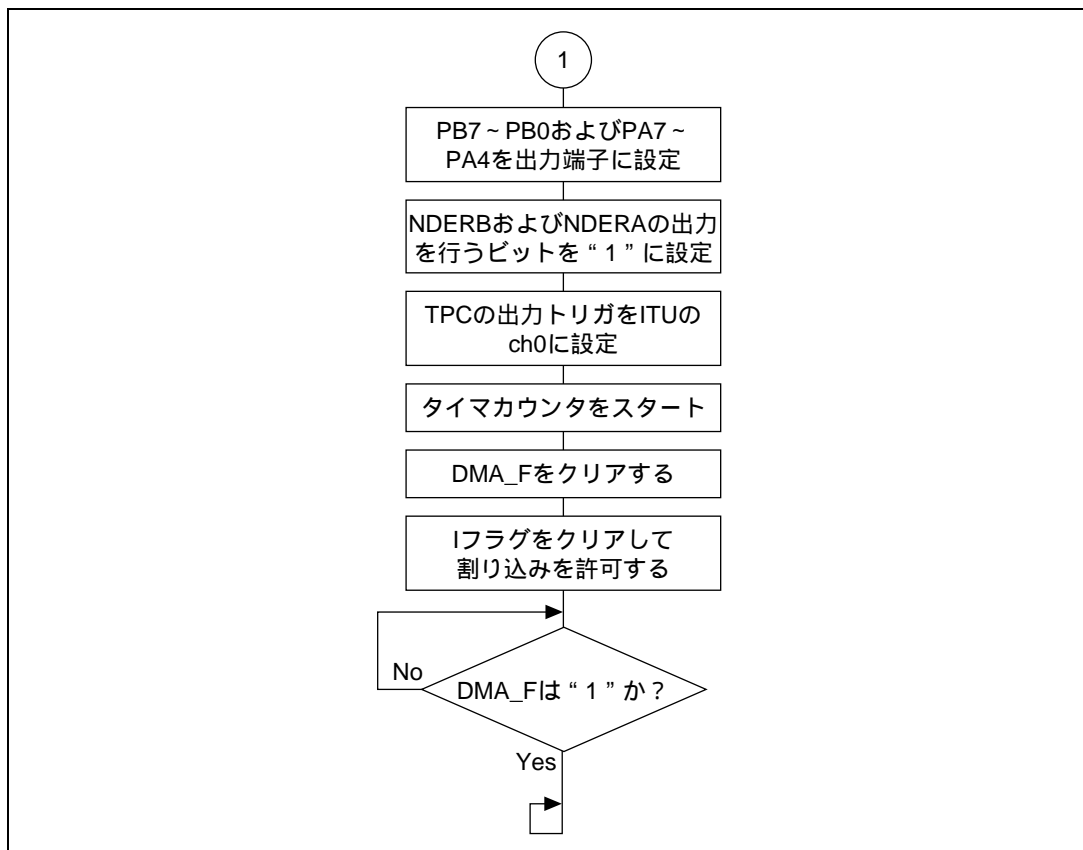 1
PB7 ~ PB0およびPA7 ~
PA4を出力端子に設定
NDERBおよびNDERAの出力
を行うビットを “ 1 ” に設定
TPCの出力トリガをITUの
ch0に設定
タイマカウンタをスタート
DMA_Fをクリアする
Iフラグをクリアして
割り込みを許可する
No
DMA_Fは “ 1 ” か？
Yes